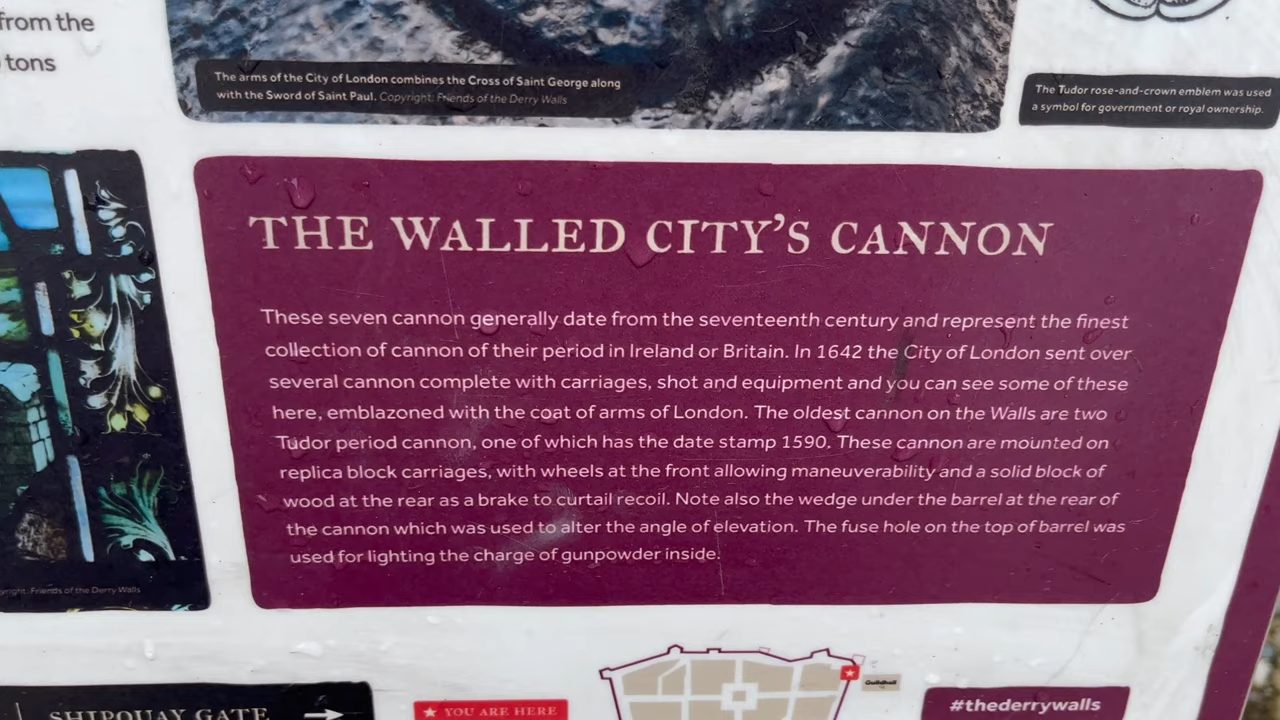 from the
tons
The arms of the City of London combines the Cross of Saint George along
with the Sword of Saint Paul. Copyright: Friends of the Derry Walls
The Tudor rose-and-crown emblem was used
a symbol for government or royal ownership.
THE WALLED CITY'S CANNON
These seven cannon generally date from the seventeenth century and represent the finest
collection of cannon of their period in Ireland or Britain. In 1642 the City of London sent over
several cannon complete with carriages, shot and equipment and you can see some of these
here, emblazoned with the coat of arms of London. The oldest cannon on the Walls are two
Tudor period cannon, one of which has the date stamp 1590. These cannon are mounted on
replica block carriages, with wheels at the front allowing maneuverability and a solid block of
wood at the rear as a brake to curtail recoil. Note also the wedge under the barrel at the rear of
the cannon which was used to alter the angle of elevation. The fuse hole on the top of barrel was
used for lighting the charge of gunpowder inside.
Friends of the Derry Walls
Guildhall
SHIPQUAY GATE
YOU ARE HERE
#thederrywalls